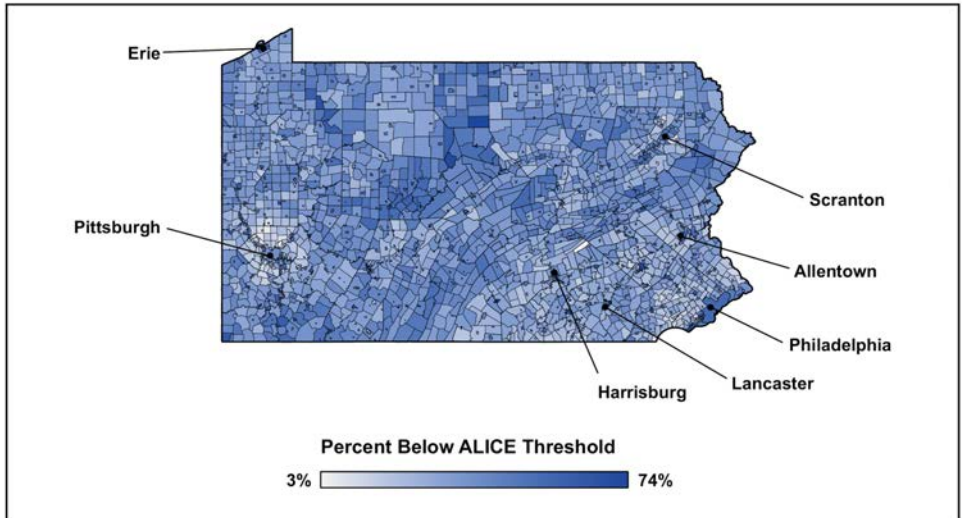 Erie
Scranton
Pittsburgh
Allentown
Philadelphia
Lancaster
Harrisburg
Percent Below ALICE Threshold
3% 74%